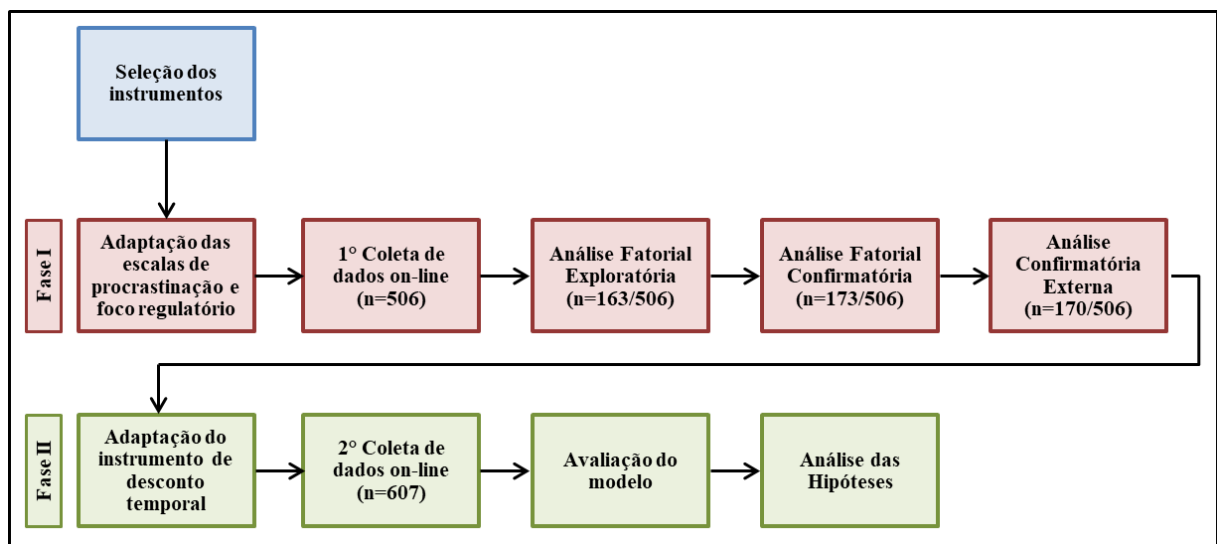 Seleção dos
instrumentos
Fase I
Adaptação das
escalas de
procrastinação e
foco regulatório
1° Coleta de
dados on-line
(n=506)
Análise Fatorial
Exploratória
(n=163/506)
Análise Fatorial
Confirmatória
(n=173/506)
Análise
Confirmatória
Externa
(n=170/506)
Fase II
Adaptação do
instrumento de
desconto
temporal
2° Coleta de
dados on-line
(n=607)
Avaliação do
modelo
Análise das
Hipóteses